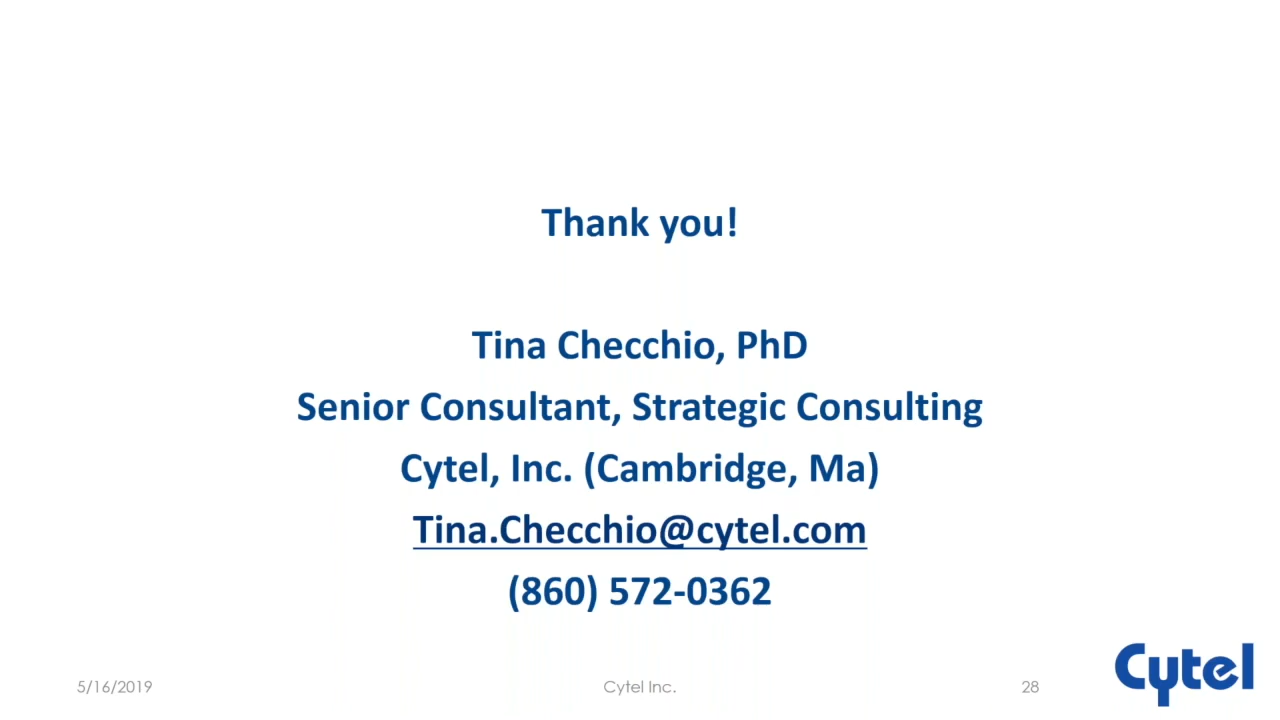 Thank you!
Tina Checchio, PhD
Senior Consultant, Strategic Consulting
Cytel, Inc. (Cambridge, Ma)
Tina.Checchio@cytel.com
(860) 572-0362
5/16/2019
Cytel Inc.
28
Cytel